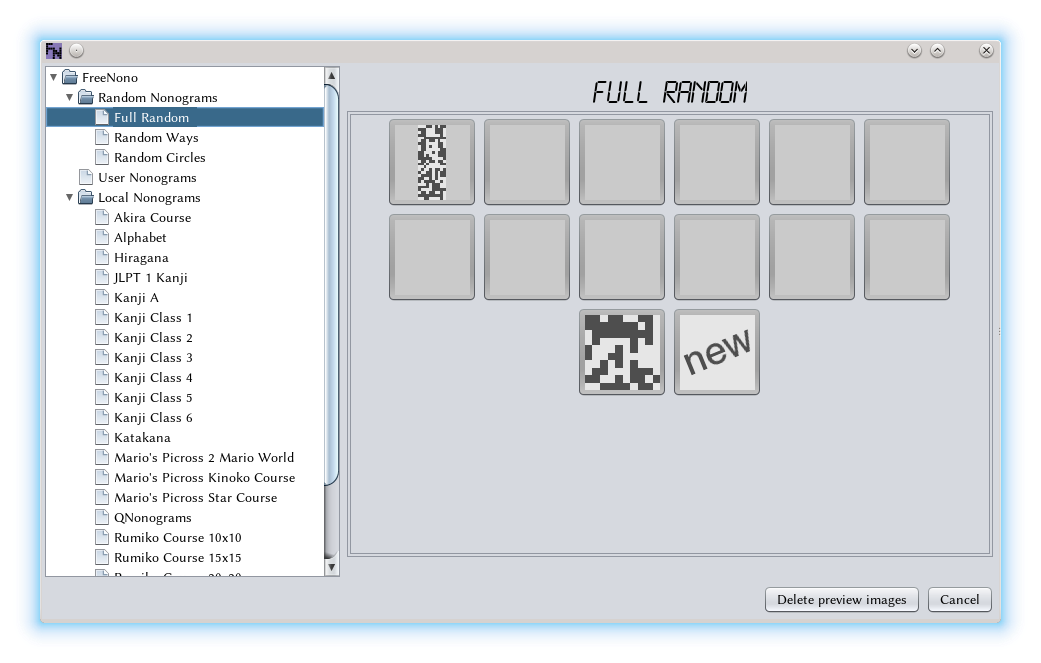 FN
FreeNono
Random Nonograms
Full Random
Random Ways
Random Circles
User Nonograms
Local Nonograms
Akira Course
Alphabet
Hiragana
JLPT 1 Kanji
Kanji A
Kanji Class 1
Kanji Class 2
Kanji Class 3
Kanji Class 4
Kanji Class 5
Kanji Class 6
Katakana
Mario's Picross 2 Mario World
Mario's Picross Kinoko Course
Mario's Picross Star Course
QNonograms
Rumiko Course 10x10
Rumiko Course 15x15
FULL RANDOM
new
Delete preview images
Cancel